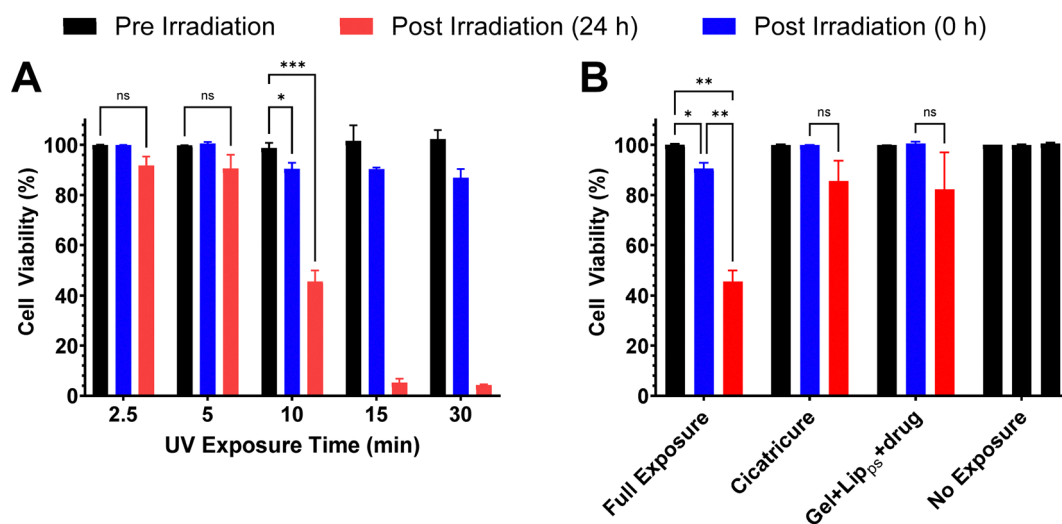 Pre Irradiation Post Irradiation (24 h) Post Irradiation (0 h)
A
Cell Viability (%)
100
80
60
40
20
0
ns
ns
***
*
2.5 5 10 15 30
UV Exposure Time (min)
B
Cell Viability (%)
100
80
60
40
20
0
**
* **
ns
ns
Full Exposure
Cicatricure
Gel+Lipps+drug
No Exposure